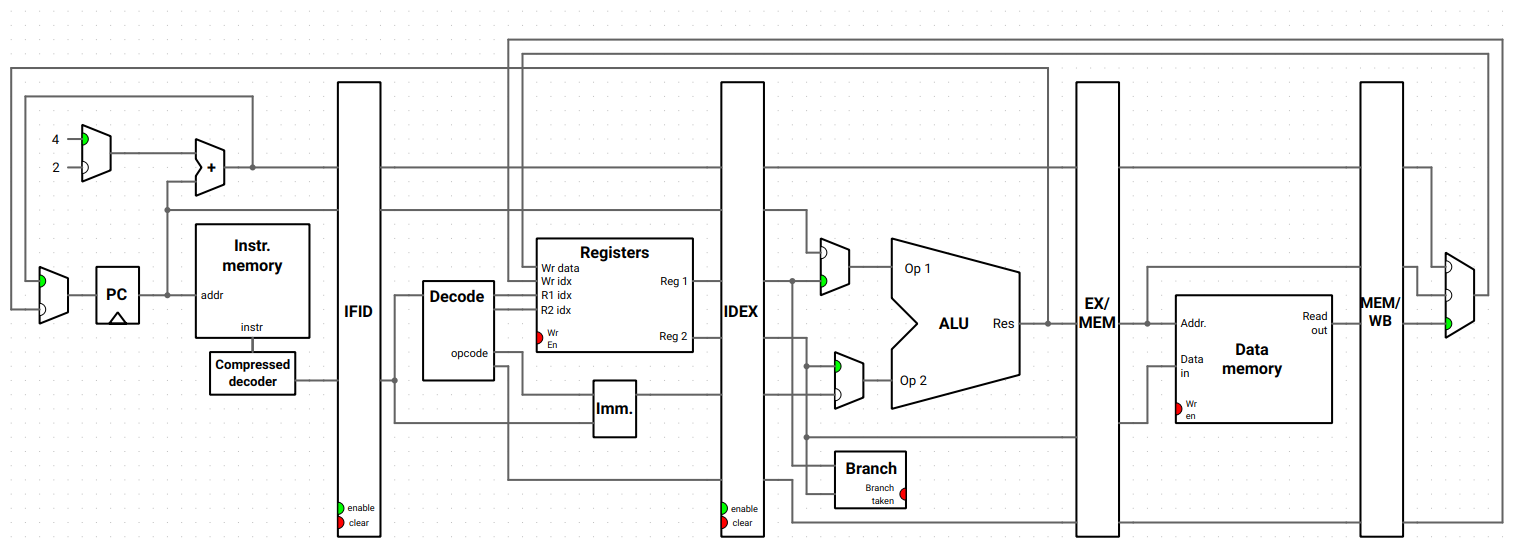 4
2
+
PC
Instr.
memory
addr
instr
Compressed
decoder
IFID
enable
clear
Decode
opcode
Registers
Wr data
Wr idx
R1 idx
R2 idx
Wr
En
Reg 1
Reg 2
Imm.
IDEX
enable
clear
Op 1
ALU
Res
Op 2
Branch
Branch
taken
EX/
MEM
Addr.
Read
out
Data
in
Data
memory
Wr
en
MEM/
WB